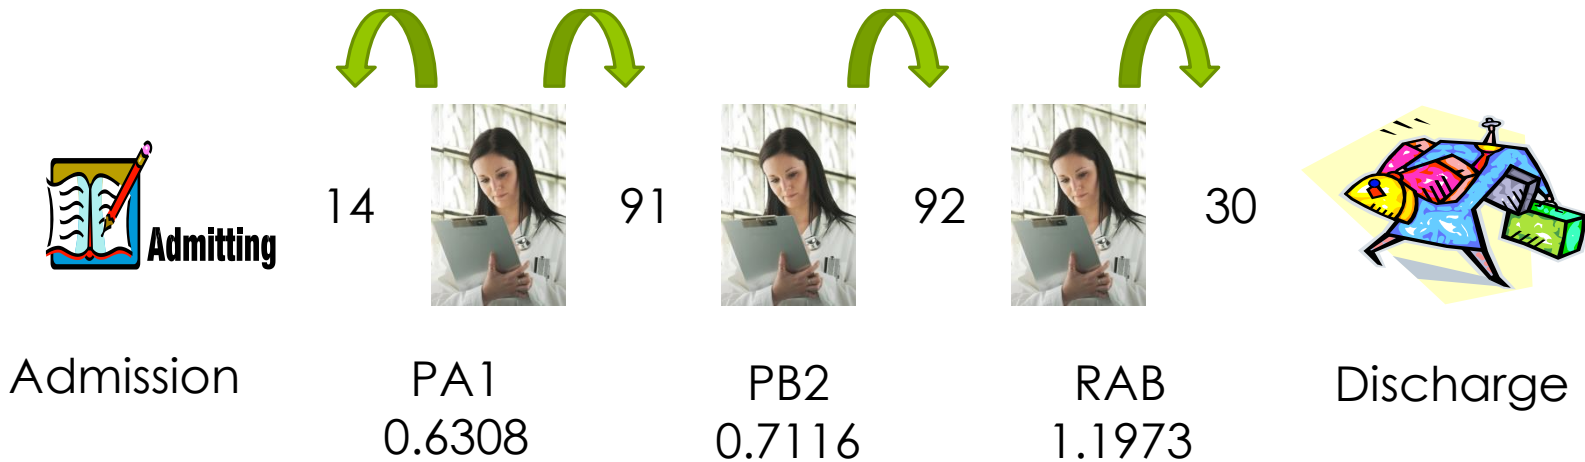 Admitting
14 91 92 30
Admission PA1 PB2 RAB Discharge
0.6308 0.7116 1.1973